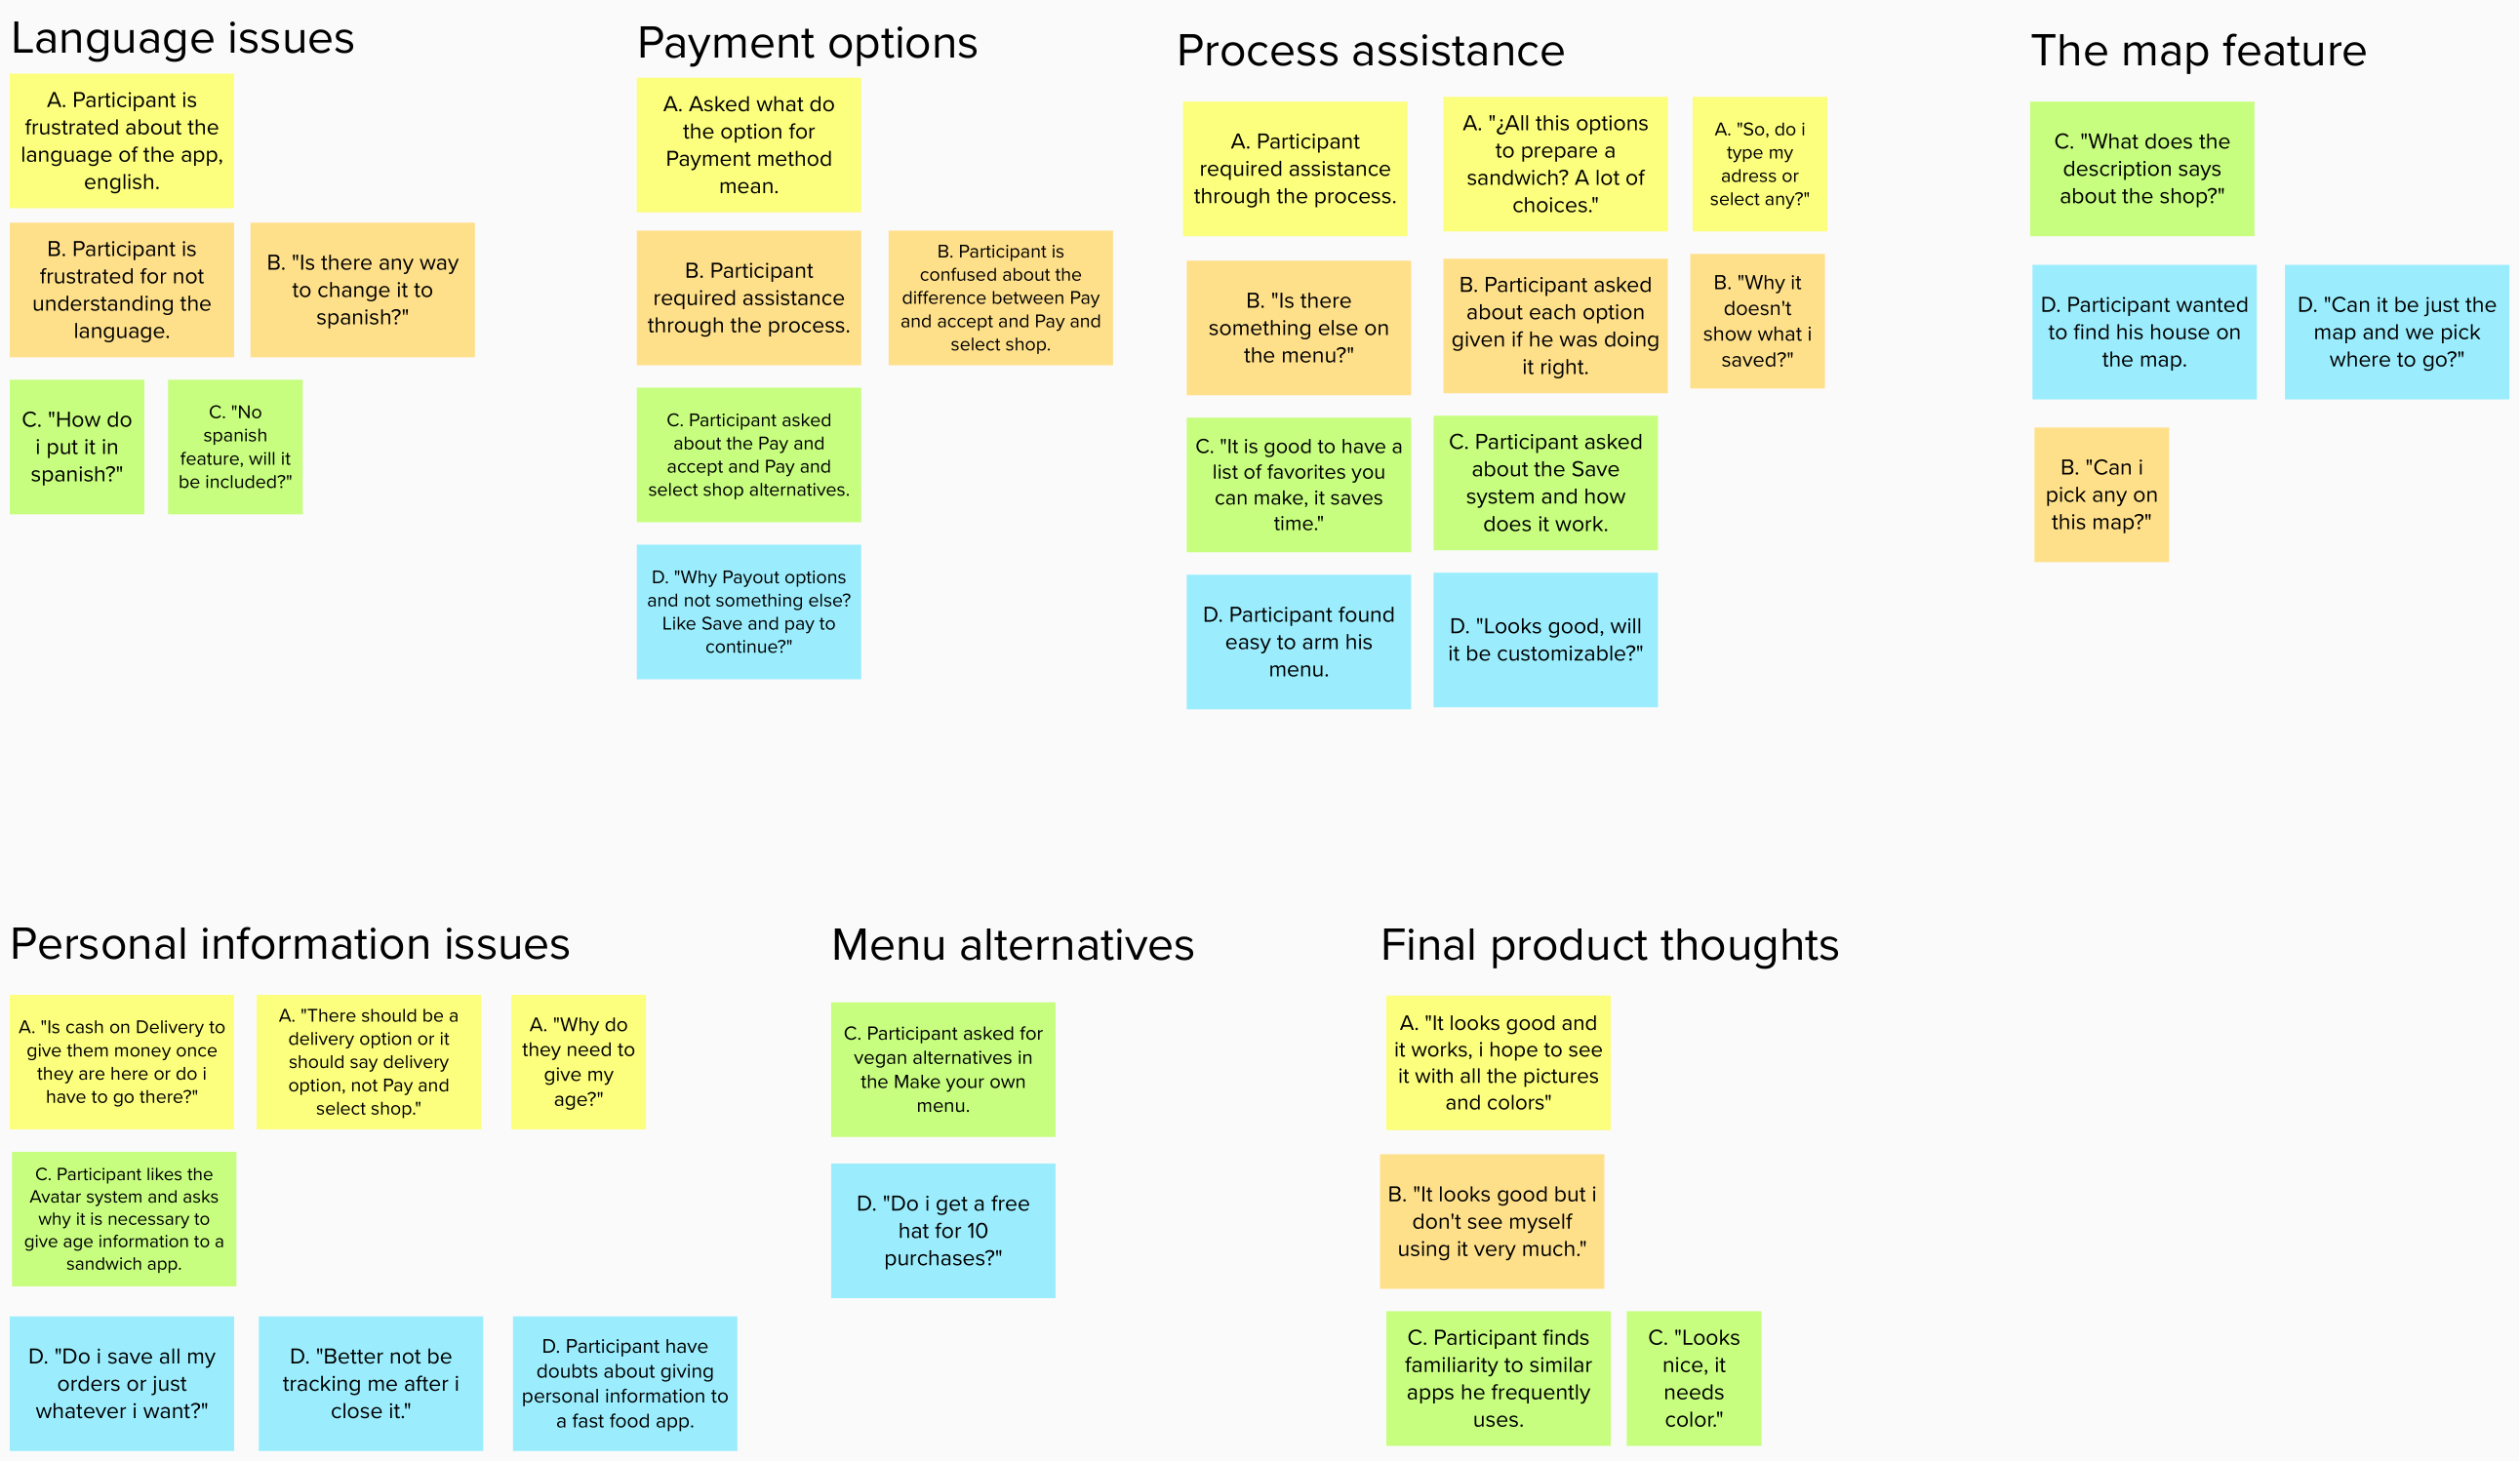 Language issues
A. Participant is
frustrated about the
language of the app,
english.
B. Participant is
frustrated for not
understanding the
language.
B. "Is there any way
to change it to
spanish?"
C. "How do
i put it in
spanish?"
C. "No
spanish
feature, will it
be included?"
Payment options
A. Asked what do
the option for
Payment method
mean.
B. Participant
required assistance
through the process.
B. Participant is
confused about the
difference between Pay
and accept and Pay and
select shop.
C. Participant asked
about the Pay and
accept and Pay and
select shop alternatives.
D. "Why Payout options
and not something else?
Like Save and pay to
continue?"
Process assistance
A. Participant
required assistance
through the process.
A. "¿All this options
to prepare a
sandwich? A lot of
choices."
A. "So, do i
type my
adress or
select any?"
B. "Is there
something else on
the menu?"
B. Participant asked
about each option
given if he was doing
it right.
B. "Why it
doesn't
show what i
saved?"
C. "It is good to have a
list of favorites you
can make, it saves
time."
C. Participant asked
about the Save
system and how
does it work.
D. Participant found
easy to arm his
menu.
D. "Looks good, will
it be customizable?"
The map feature
C. "What does the
description says
about the shop?"
D. Participant wanted
to find his house on
the map.
D. "Can it be just the
map and we pick
where to go?"
B. "Can i
pick any on
this map?"
Personal information issues
A. "Is cash on Delivery to
give them money once
they are here or do i
have to go there?"
A. "There should be a
delivery option or it
should say delivery
option, not Pay and
select shop."
A. "Why do
they need to
give my
age?"
C. Participant likes the
Avatar system and asks
why it is necessary to
give age information to a
sandwich app.
D. "Do i save all my
orders or just
whatever i want?"
D. "Better not be
tracking me after i
close it."
D. Participant have
doubts about giving
personal information to
a fast food app.
Menu alternatives
C. Participant asked for
vegan alternatives in
the Make your own
menu.
D. "Do i get a free
hat for 10
purchases?"
Final product thoughts
A. "It looks good and
it works, i hope to see
it with all the pictures
and colors"
B. "It looks good but i
don't see myself
using it very much."
C. Participant finds
familiarity to similar
apps he frequently
uses.
C. "Looks
nice, it
needs
color."